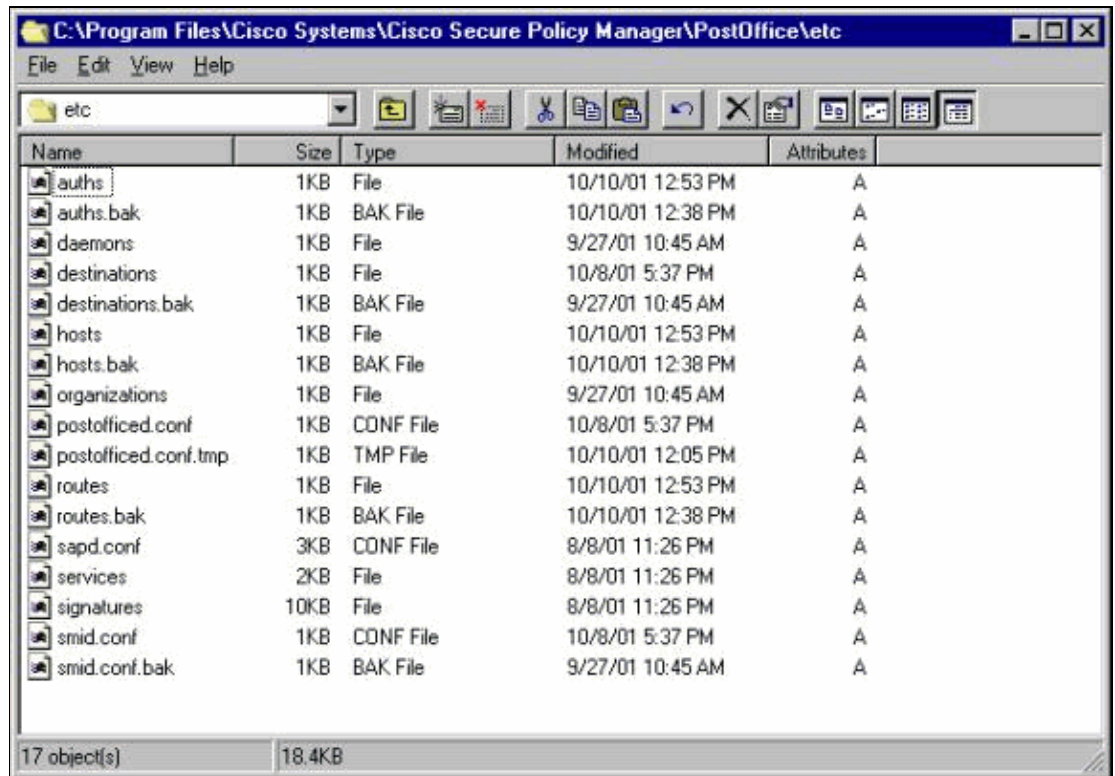 C:\Program Files\Cisco Systems\Cisco Secure Policy Manager\PostOffice\etc
File Edit View Help
etc
Name Size Type Modified Attributes
auths 1KB File 10/10/01 12:53 PM A
auths.bak 1KB BAK File 10/10/01 12:38 PM A
daemons 1KB File 9/27/01 10:45 AM A
destinations 1KB File 10/8/01 5:37 PM A
destinations.bak 1KB BAK File 9/27/01 10:45 AM A
hosts 1KB File 10/10/01 12:53 PM A
hosts.bak 1KB BAK File 10/10/01 12:38 PM A
organizations 1KB File 9/27/01 10:45 AM A
postofficed.conf 1KB CONF File 10/8/01 5:37 PM A
postofficed.conf.tmp 1KB TMP File 10/10/01 12:05 PM A
routes 1KB File 10/10/01 12:53 PM A
routes.bak 1KB BAK File 10/10/01 12:38 PM A
sapd.conf 3KB CONF File 8/8/01 11:26 PM A
services 2KB File 8/8/01 11:26 PM A
signatures 10KB File 8/8/01 11:26 PM A
smid.conf 1KB CONF File 10/8/01 5:37 PM A
smid.conf.bak 1KB BAK File 9/27/01 10:45 AM A
17 object(s) 18.4KB